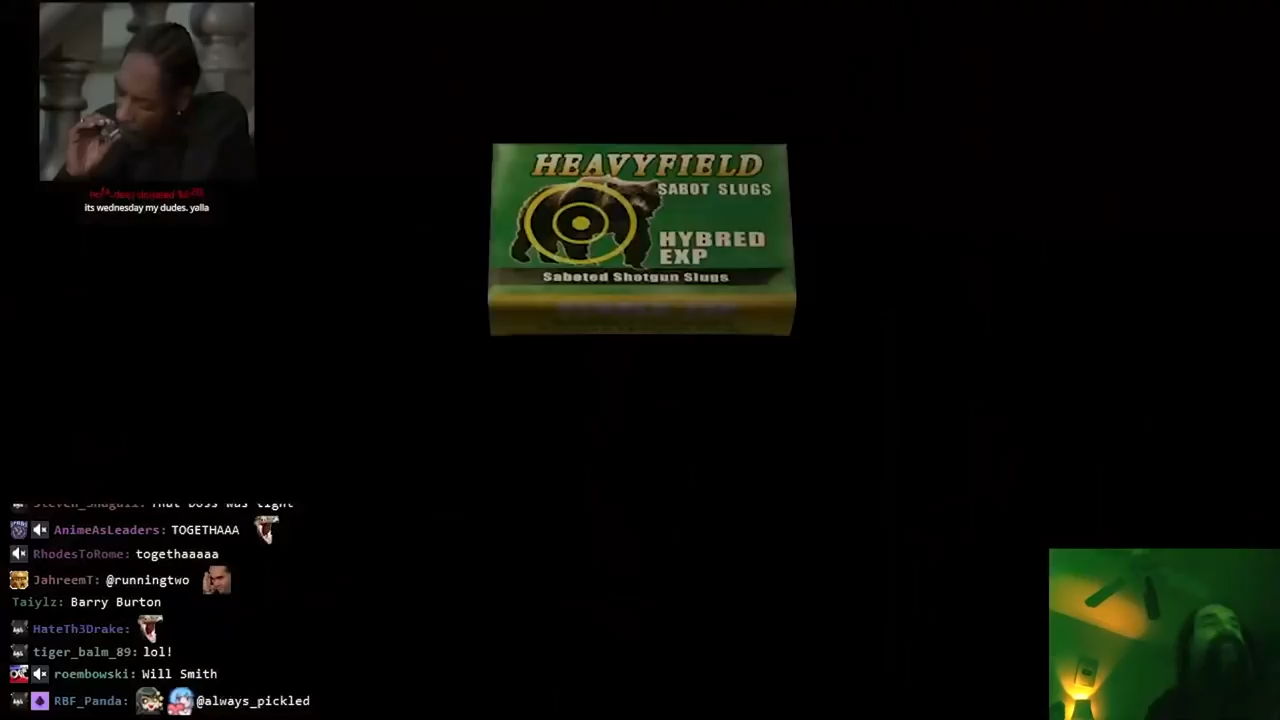 its wednesday my dudes. yalla
HEAVYFIELD
SABOT SLUGS
HYBRED
EXP
Saboted Shotgun Slugs
AnimeAsLeaders: TOGETHAAA
RhodesToRome: togethaaaaa
JahreemT: @runningtwo
Taiylz: Barry Burton
HateTh3Drake:
tiger_balm_89: lol!
roembowski: Will Smith
RBF_Panda: @always_pickled